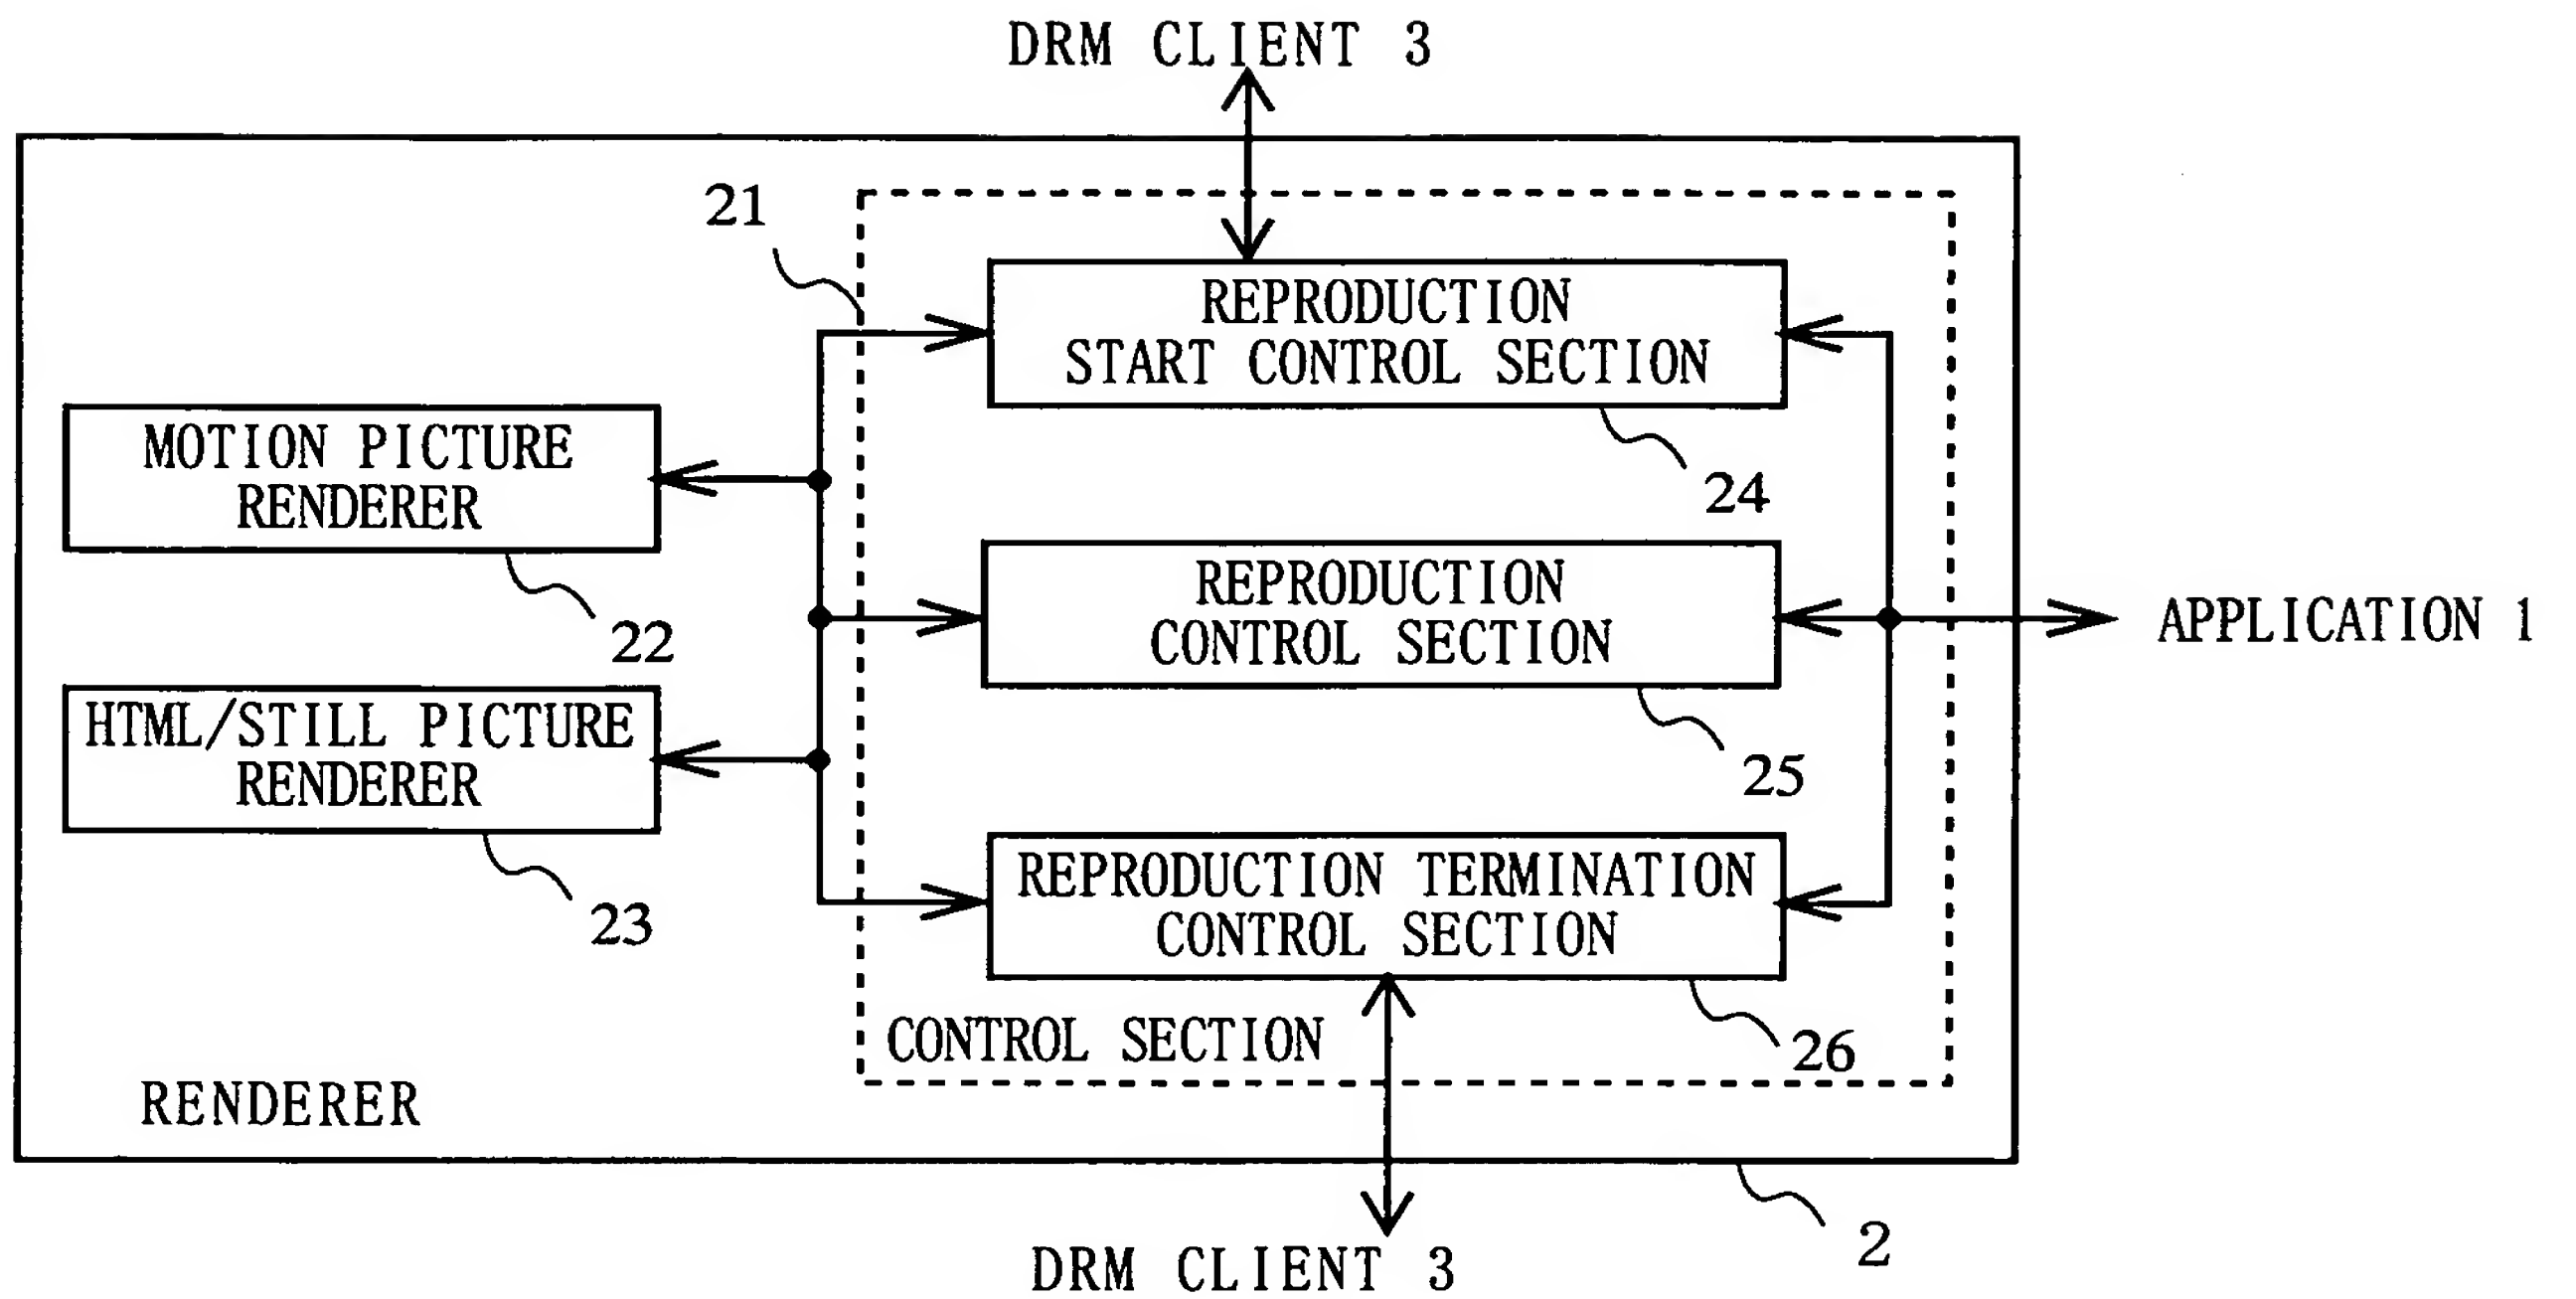 DRM CLIENT 3
21
REPRODUCTION
START CONTROL SECTION
24
MOTION PICTURE
RENDERER
22
REPRODUCTION
CONTROL SECTION
25
APPLICATION 1
HTML/STILL PICTURE
RENDERER
23
REPRODUCTION TERMINATION
CONTROL SECTION
26
CONTROL SECTION
RENDERER
2
DRM CLIENT 3